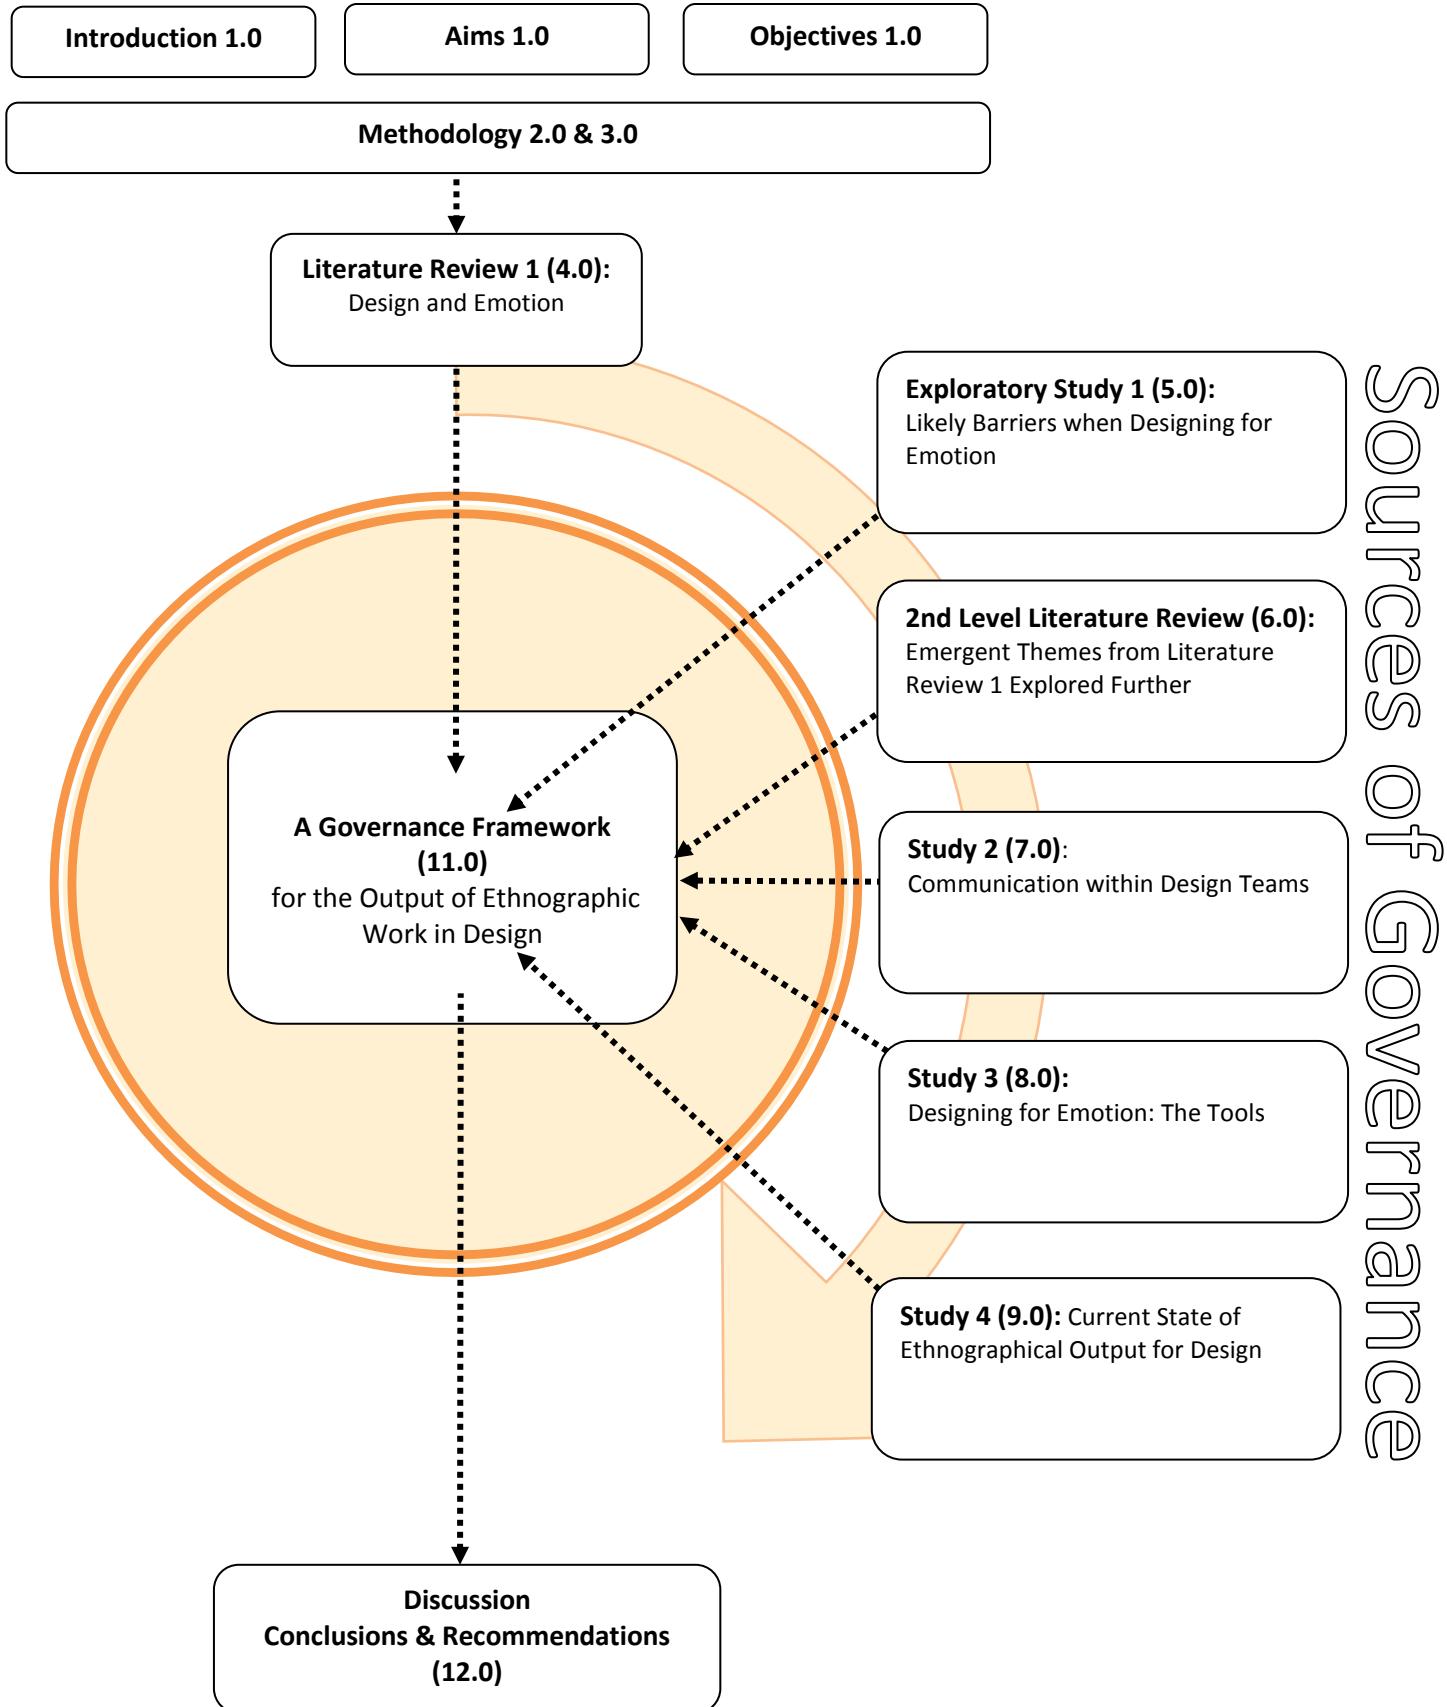 Introduction 1.0
Aims 1.0
Objectives 1.0
Methodology 2.0 & 3.0
Literature Review 1 (4.0):
Design and Emotion
Exploratory Study 1 (5.0):
Likely Barriers when Designing for
Emotion
2nd Level Literature Review (6.0):
Emergent Themes from Literature
Review 1 Explored Further
A Governance Framework
(11.0)
for the Output of Ethnographic
Work in Design
Study 2 (7.0):
Communication within Design Teams
Study 3 (8.0):
Designing for Emotion: The Tools
Study 4 (9.0): Current State of
Ethnographical Output for Design
Sources of Governance
Discussion
Conclusions & Recommendations
(12.0)